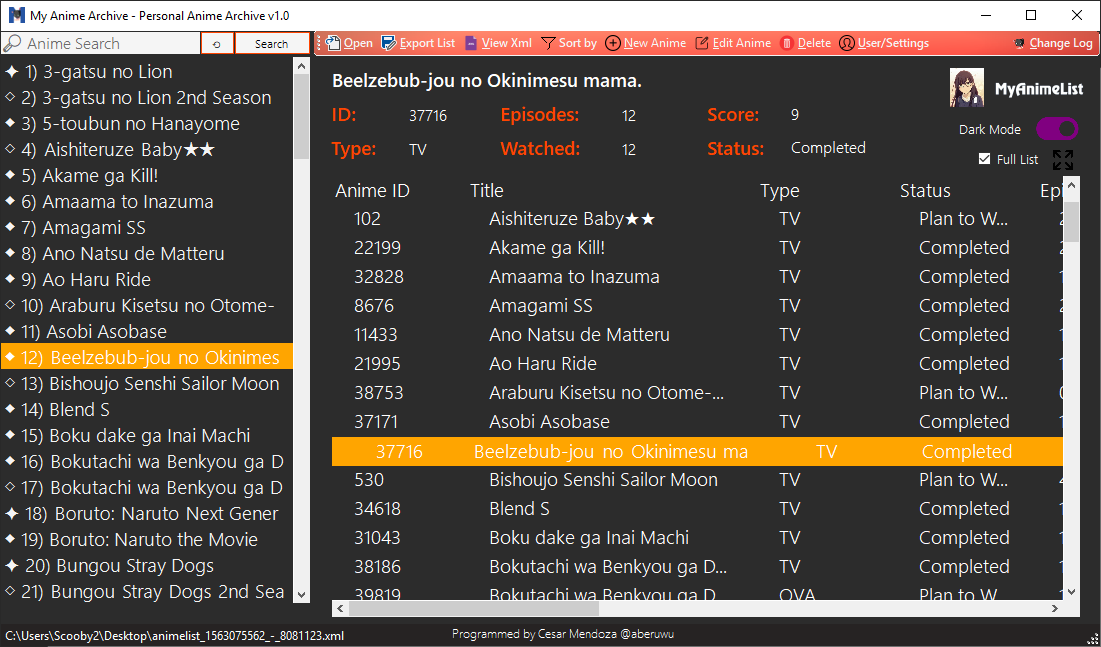 My Anime Archive - Personal Anime Archive v1.0
Anime Search
Search
Open Export List View Xml Sort by New Anime Edit Anime Delete User/Settings Change Log
✦ 1) 3-gatsu no Lion
◇ 2) 3-gatsu no Lion 2nd Season
◆ 3) 5-toubun no Hanayome
◇ 4) Aishiteruze Baby★★
◆ 5) Akame ga Kill!
◆ 6) Amaama to Inazuma
◆ 7) Amagami SS
◆ 8) Ano Natsu de Matteru
◆ 9) Ao Haru Ride
◇ 10) Araburu Kisetsu no Otome-
◆ 11) Asobi Asobase
◆ 12) Beelzebub-jou no Okinimes
◇ 13) Bishoujo Senshi Sailor Moon
◆ 14) Blend S
◆ 15) Boku dake ga Inai Machi
◆ 16) Bokutachi wa Benkyou ga D
◇ 17) Bokutachi wa Benkyou ga D
✦ 18) Boruto: Naruto Next Gener
◆ 19) Boruto: Naruto the Movie
✦ 20) Bungou Stray Dogs
◇ 21) Bungou Stray Dogs 2nd Sea
Beelzebub-jou no Okinimesu mama.
ID: 37716 Episodes: 12 Score: 9
Type: TV Watched: 12 Status: Completed
MyAnimeList
Dark Mode
Full List
Anime ID Title Type Status Epi
102 Aishiteruze Baby★★ TV Plan to W... 2
22199 Akame ga Kill! TV Completed 2
32828 Amaama to Inazuma TV Completed 1
8676 Amagami SS TV Completed 2
11433 Ano Natsu de Matteru TV Completed 1
21995 Ao Haru Ride TV Completed 1
38753 Araburu Kisetsu no Otome-... TV Plan to W... 0
37171 Asobi Asobase TV Completed 1
37716 Beelzebub-jou no Okinimesu ma TV Completed
530 Bishoujo Senshi Sailor Moon TV Plan to W... 4
34618 Blend S TV Completed 1
31043 Boku dake ga Inai Machi TV Completed 1
38186 Bokutachi wa Benkyou ga D... TV Completed 1
39819 Bokutachi wa Benkyou ga D... OVA Plan to W... 1
C:\Users\Scooby2\Desktop\animelist_1563075562_-_8081123.xml
Programmed by Cesar Mendoza @aberuwu